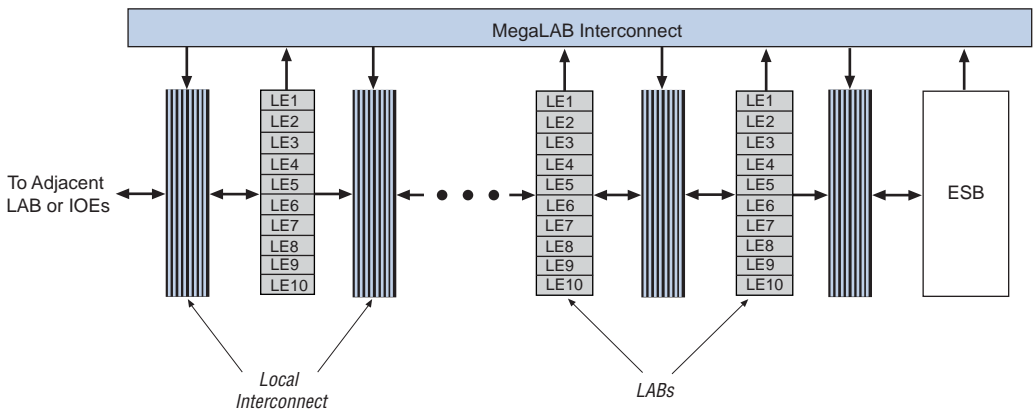 MegaLAB Interconnect
LE1
LE2
LE3
LE4
LE5
LE6
LE7
LE8
LE9
LE10
LE1
LE2
LE3
LE4
LE5
LE6
LE7
LE8
LE9
LE10
LE1
LE2
LE3
LE4
LE5
LE6
LE7
LE8
LE9
LE10
To Adjacent
LAB or IOEs
ESB
Local
Interconnect
LABs